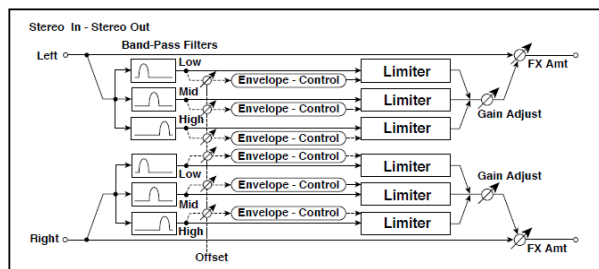 Stereo In - Stereo Out
Band-Pass Filters
Left
Low
Envelope - Control
Limiter
FX Amt
Mid
Envelope - Control
Limiter
Gain Adjust
High
Envelope - Control
Limiter
Envelope - Control
Low
Limiter
Gain Adjust
Envelope - Control
Mid
Limiter
Envelope - Control
High
Limiter
Right
Offset
FX Amt